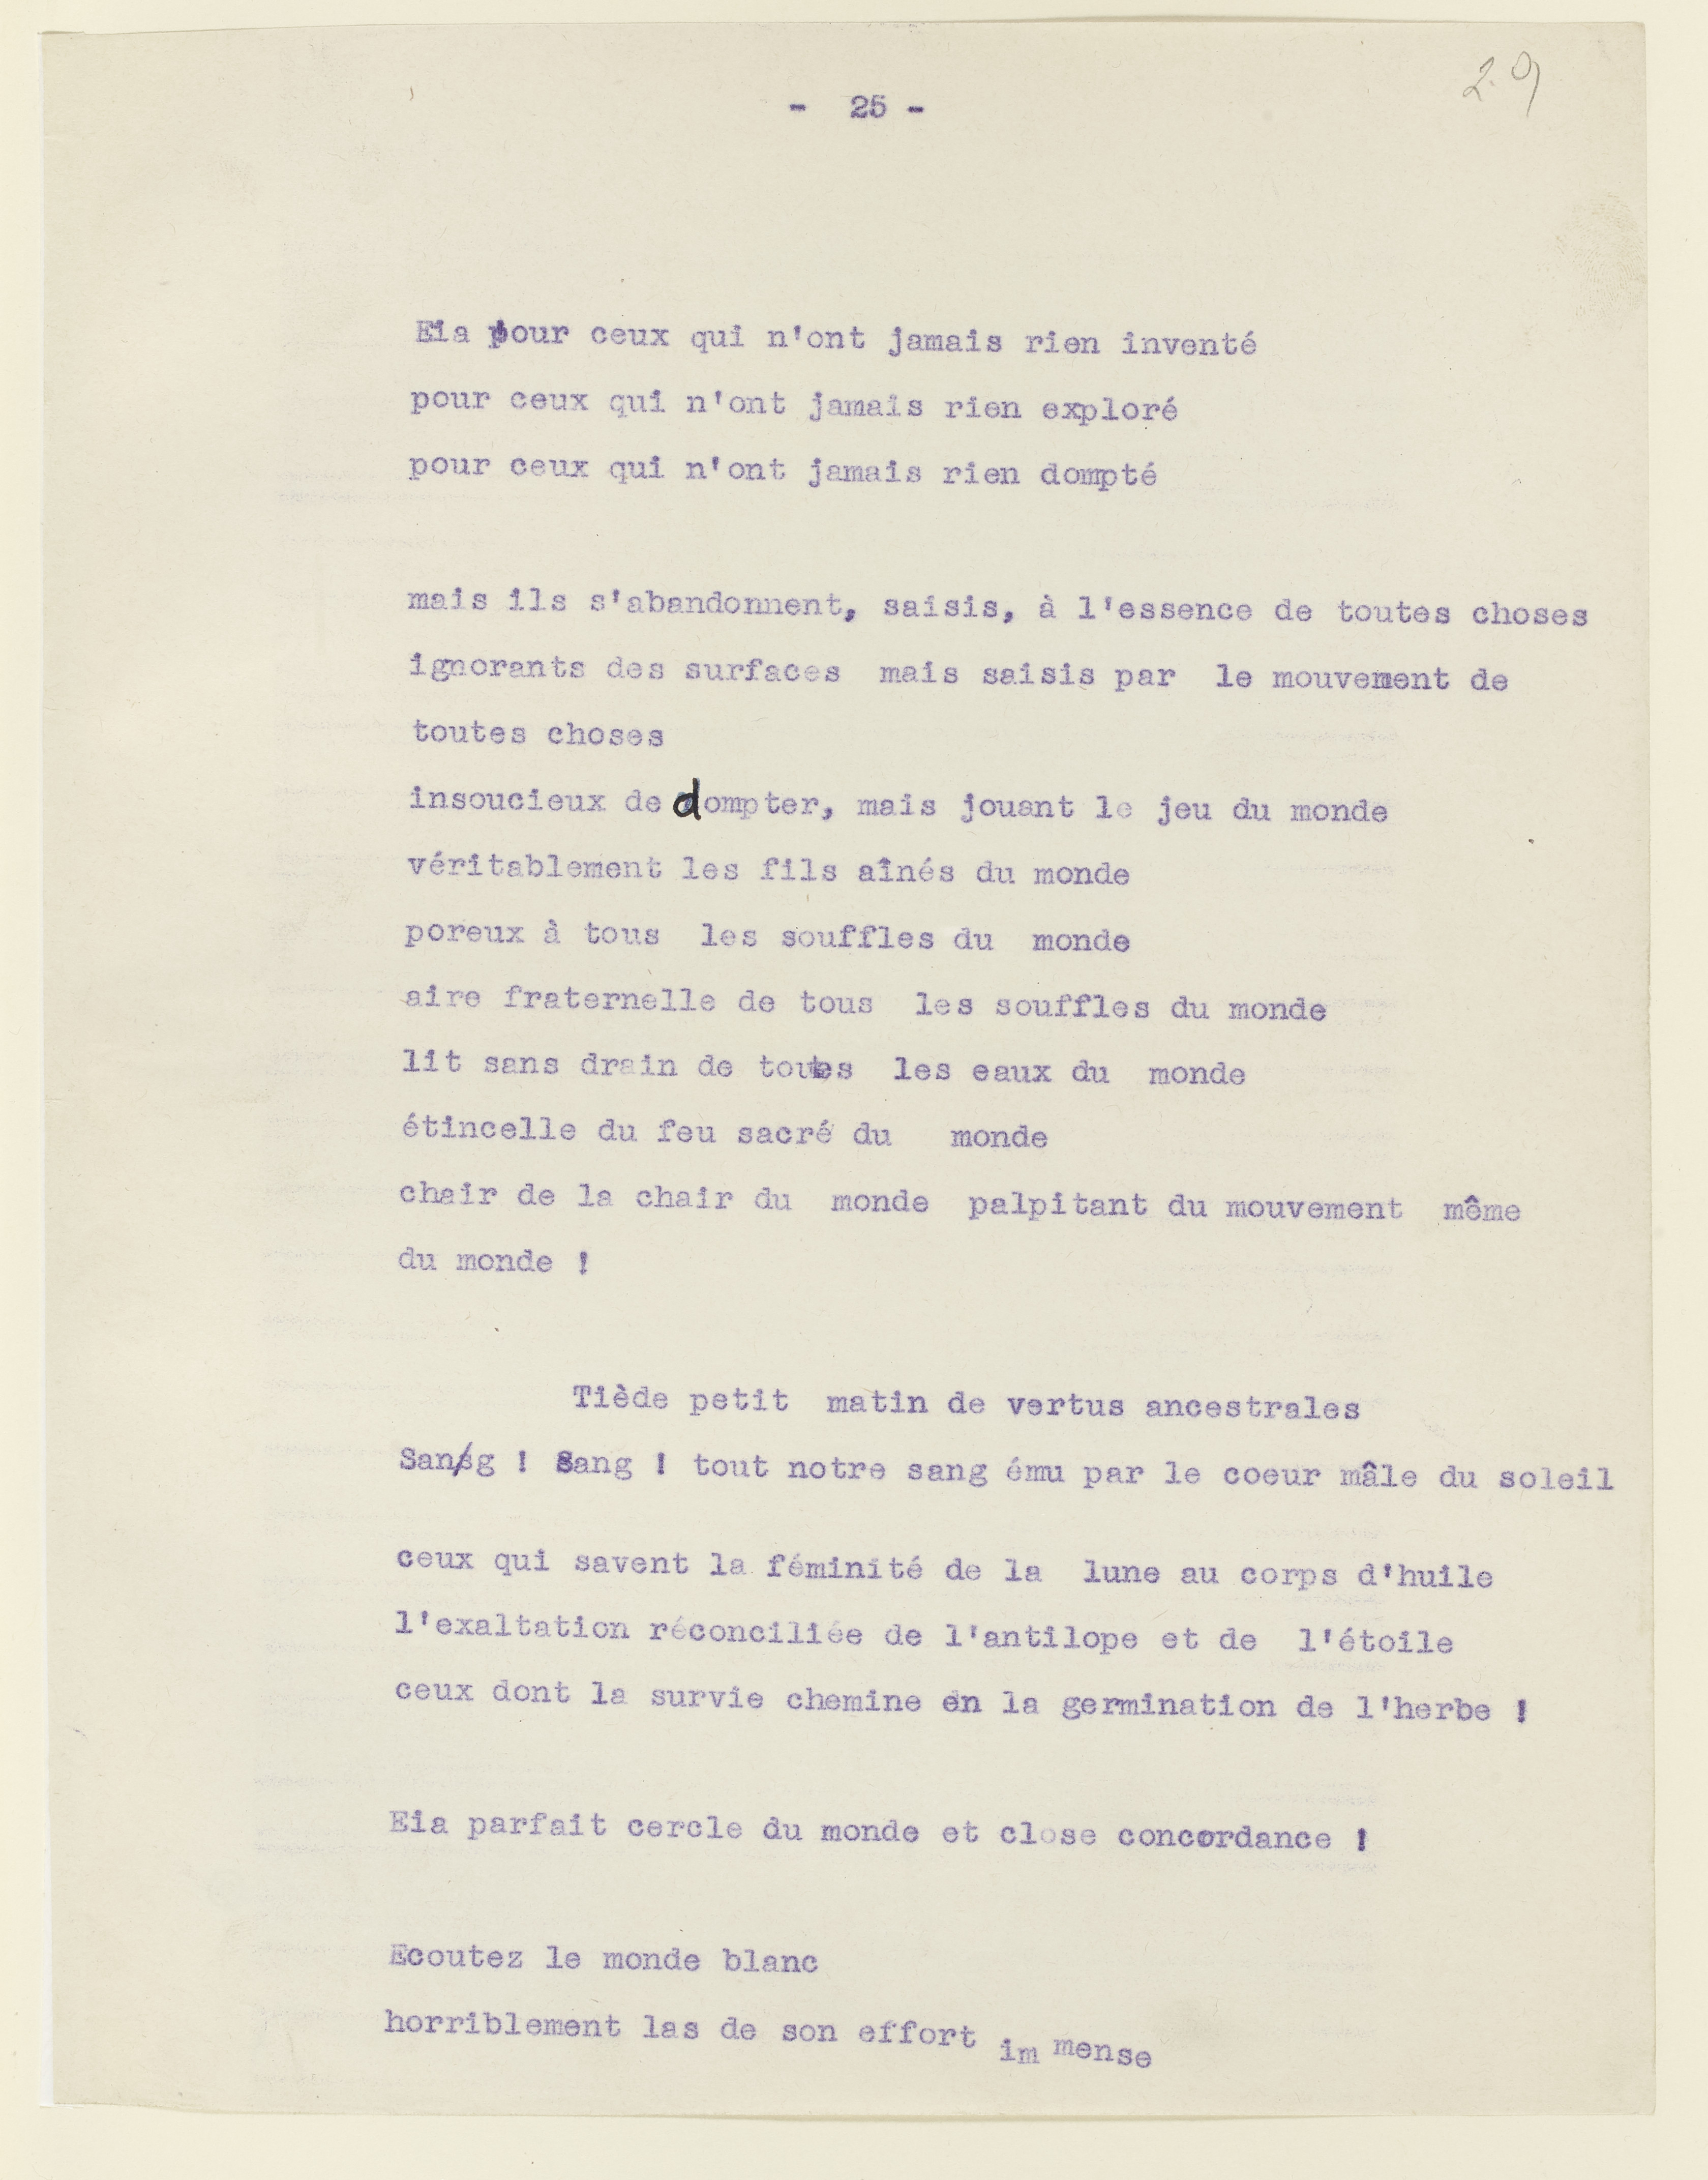 29
- 25 -
Eia pour ceux qui n'ont jamais rien inventé
pour ceux qui n'ont jamais rien exploré
pour ceux qui n'ont jamais rien dompté
mais ils s'abandonnent, saisis, à l'essence de toutes choses
ignorants des surfaces mais saisis par le mouvement de
toutes choses
insoucieux de dompter, mais jouant le jeu du monde
véritablement les fils aînés du monde
poreux à tous les souffles du monde
aire fraternelle de tous les souffles du monde
lit sans drain de toutes les eaux du monde
étincelle du feu sacré du monde
chair de la chair du monde palpitant du mouvement même
du monde !
Tiède petit matin de vertus ancestrales
Sang ! Sang ! tout notre sang ému par le coeur mâle du soleil
ceux qui savent la féminité de la lune au corps d'huile
l'exaltation réconciliée de l'antilope et de l'étoile
ceux dont la survie chemine en la germination de l'herbe !
Eia parfait cercle du monde et close concordance !
Ecoutez le monde blanc
horriblement las de son effort im mense